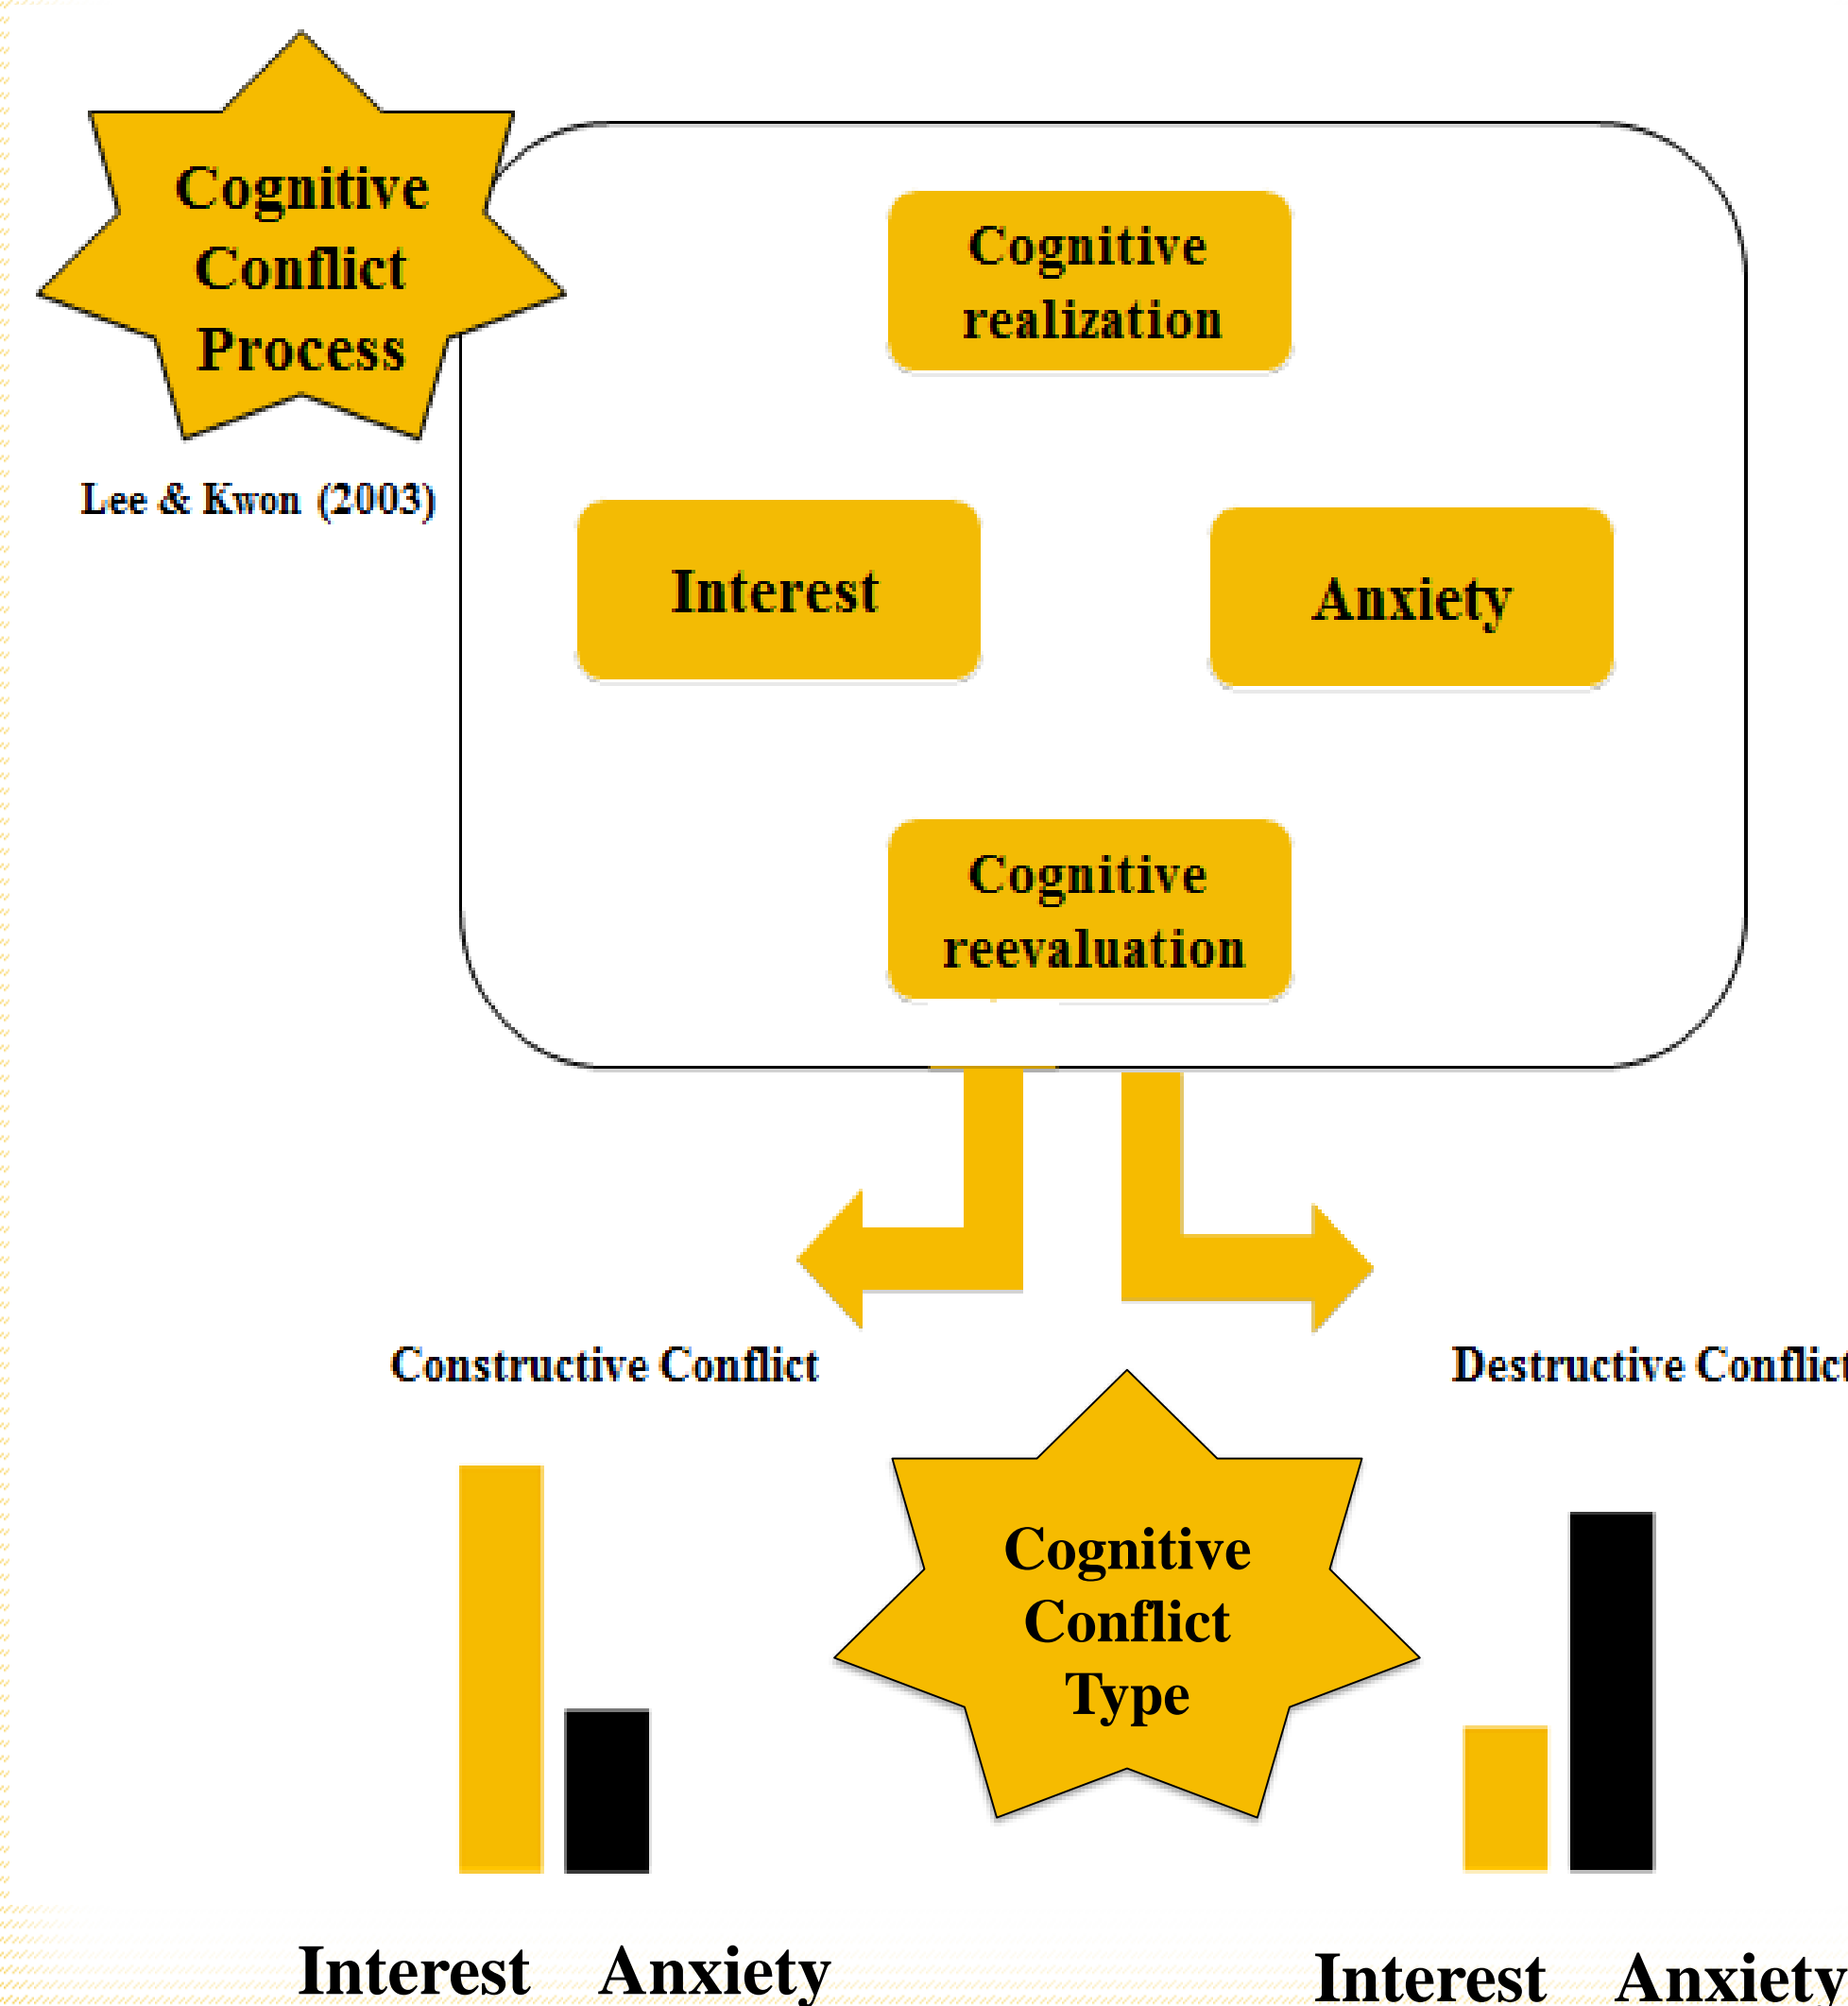 Cognitive
Conflict
Process
Lee & Kwon (2003)
Cognitive
realization
Interest
Anxiety
Cognitive
reevaluation
Constructive Conflict
Destructive Conflict
Cognitive
Conflict
Type
Interest Anxiety
Interest Anxiety